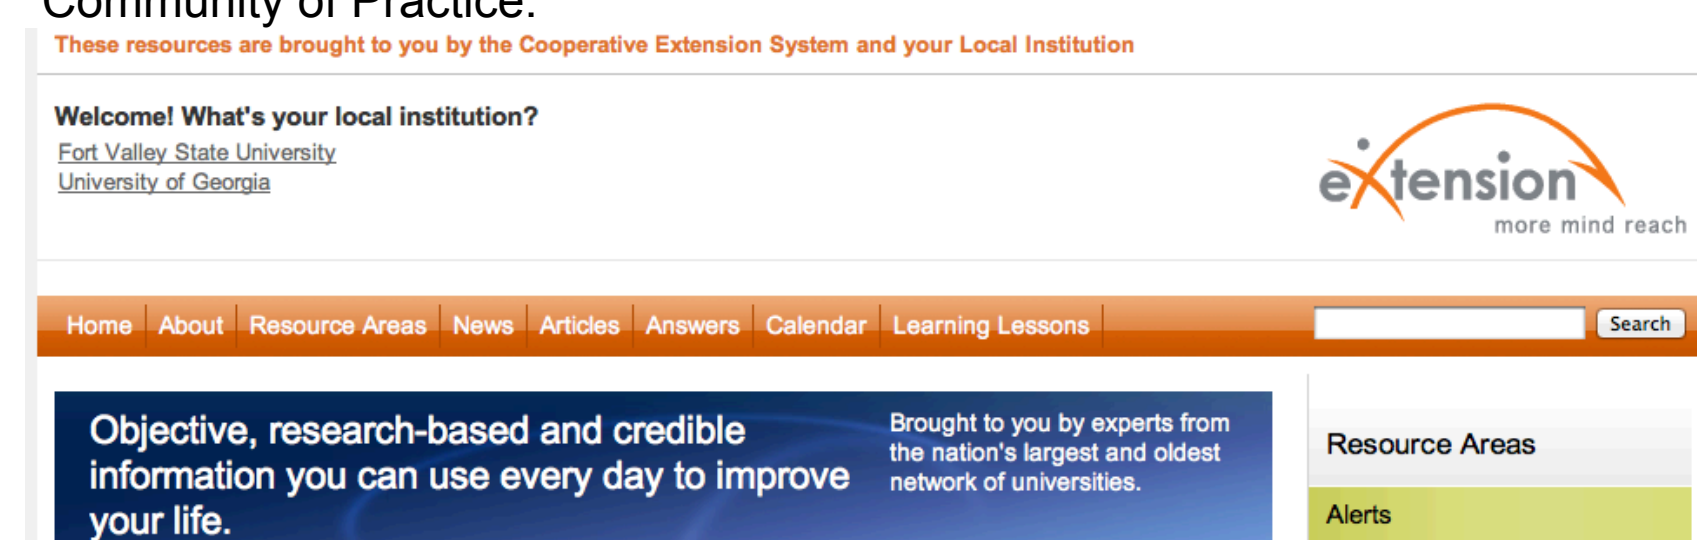 Community of Practice.
These resources are brought to you by the Cooperative Extension System and your Local Institution
Welcome! What's your local institution?
Fort Valley State University
University of Georgia
eXtension
more mind reach
Home About Resource Areas News Articles Answers Calendar Learning Lessons Search
Objective, research-based and credible
information you can use every day to improve
your life.
Brought to you by experts from
the nation's largest and oldest
network of universities.
Resource Areas
Alerts